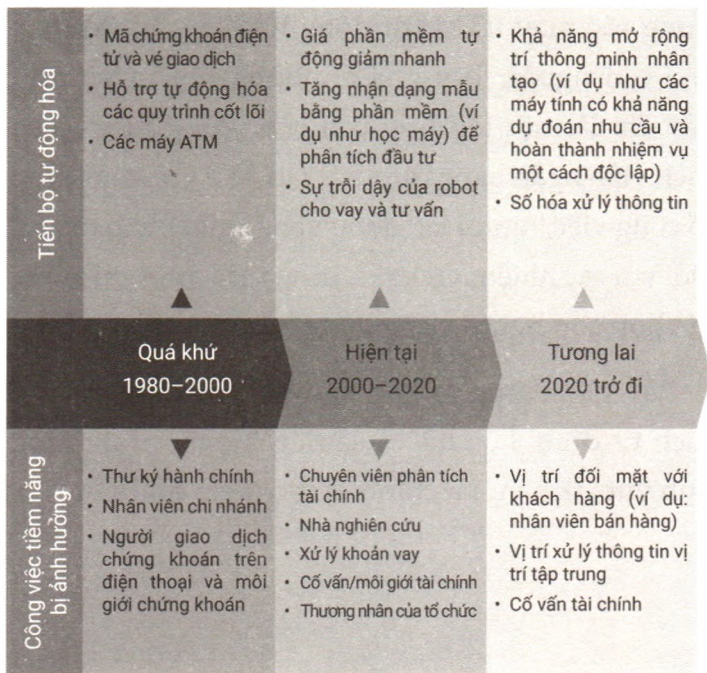 Tiến bộ tự động hóa
• Mã chứng khoán điện
tử và vé giao dịch
• Hỗ trợ tự động hóa
các quy trình cốt lõi
• Các máy ATM
• Giá phần mềm tự
động giảm nhanh
• Tăng nhận dạng mẫu
bằng phần mềm (ví
dụ như học máy) để
phân tích đầu tư
• Sự trỗi dậy của robot
cho vay và tư vấn
• Khả năng mở rộng
trí thông minh nhân
tạo (ví dụ như các
máy tính có khả năng
dự đoán nhu cầu và
hoàn thành nhiệm vụ
một cách độc lập)
• Số hóa xử lý thông tin
Quá khứ
1980–2000
Hiện tại
2000–2020
Tương lai
2020 trở đi
Công việc tiềm năng
bị ảnh hưởng
• Thư ký hành chính
• Nhân viên chi nhánh
• Người giao dịch
chứng khoán trên
điện thoại và môi
giới chứng khoán
• Chuyên viên phân tích
tài chính
• Nhà nghiên cứu
• Xử lý khoản vay
• Cố vấn/môi giới tài chính
• Thương nhân của tổ chức
• Vị trí đối mặt với
khách hàng (ví dụ:
nhân viên bán hàng)
• Vị trí xử lý thông tin vị
trí tập trung
• Cố vấn tài chính